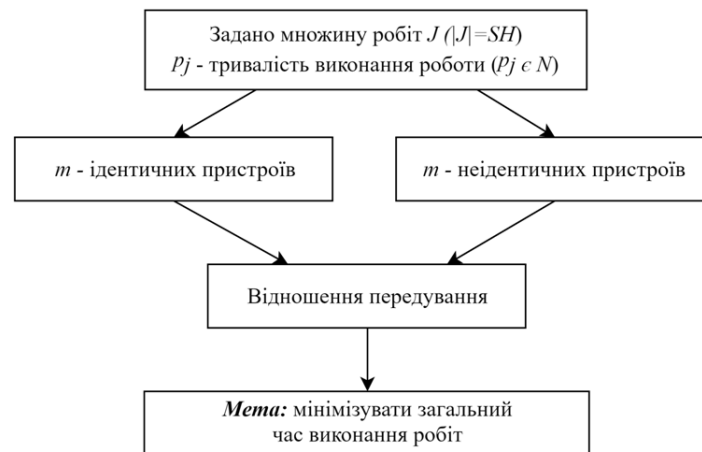 Задано множину робіт J (|J|=SH)
pj - тривалість виконання роботи (pj є N)
m - ідентичних пристроїв
m - неідентичних пристроїв
Відношення передування
Мета: мінімізувати загальний
час виконання робіт